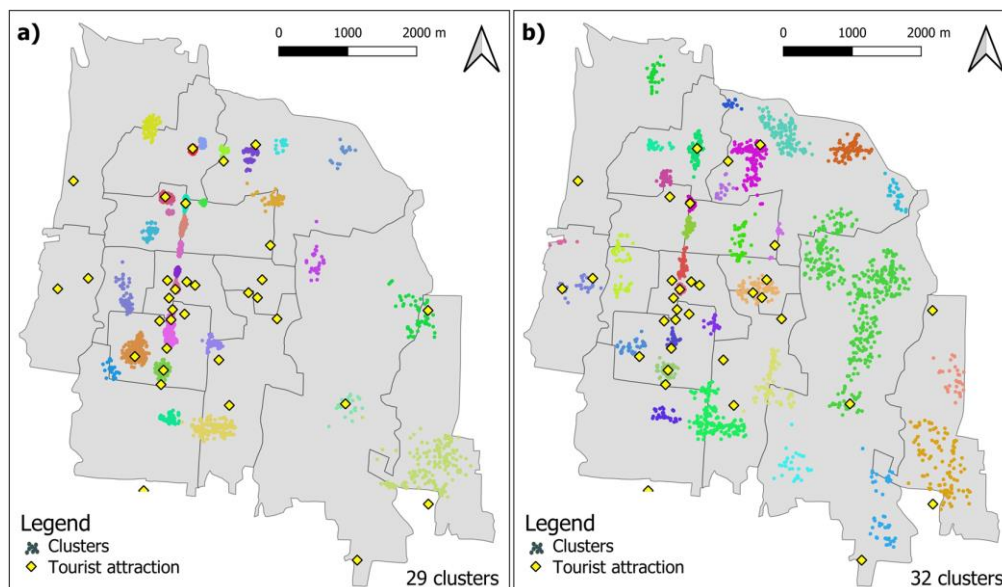 a)
0 1000 2000 m
Legend
Clusters
Tourist attraction
29 clusters
b)
0 1000 2000 m
Legend
Clusters
Tourist attraction
32 clusters